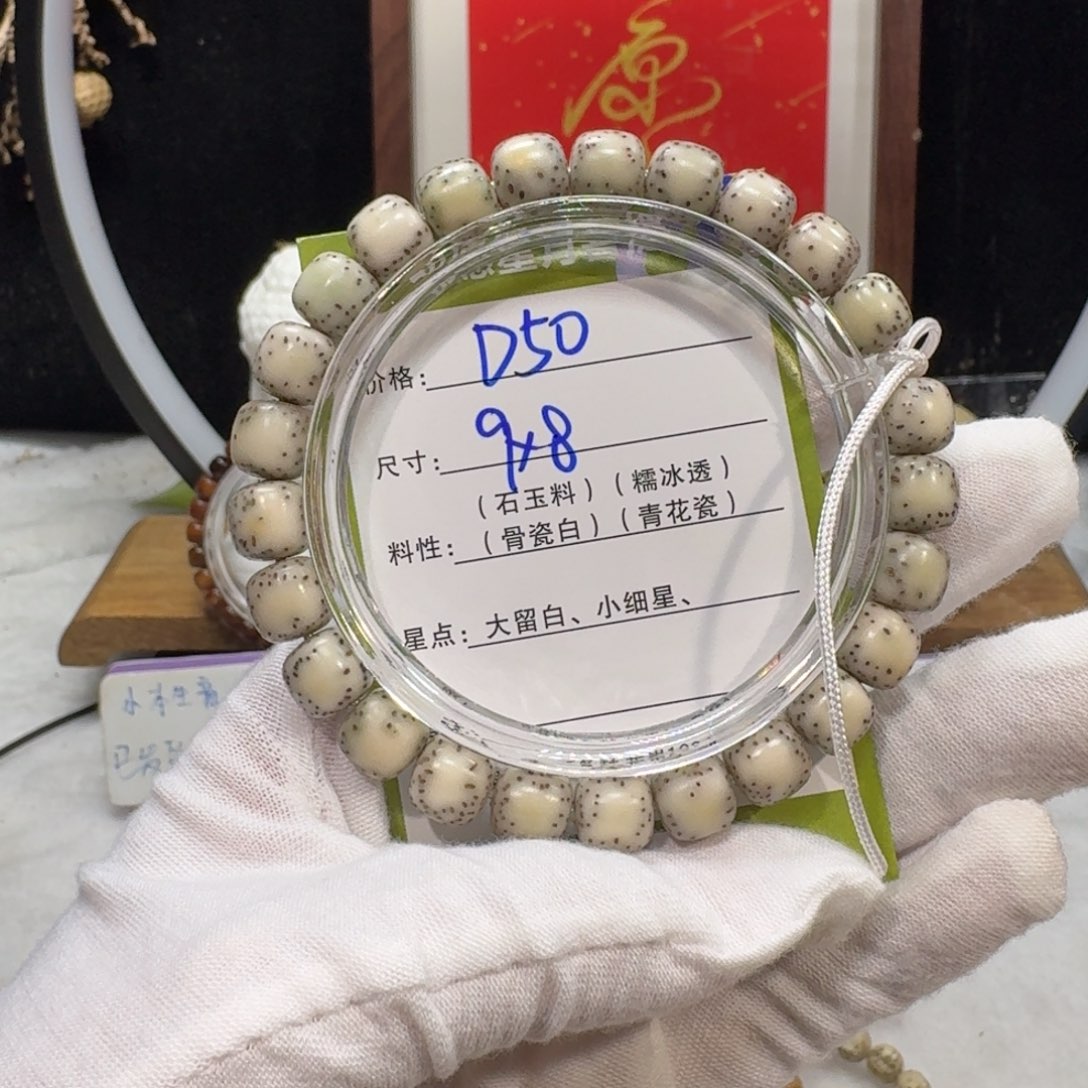 原
价格：D50
尺寸：9x8
（石玉料）（糯冰透）
料性：（骨瓷白）（青花瓷）
星点：大留白、小细星、